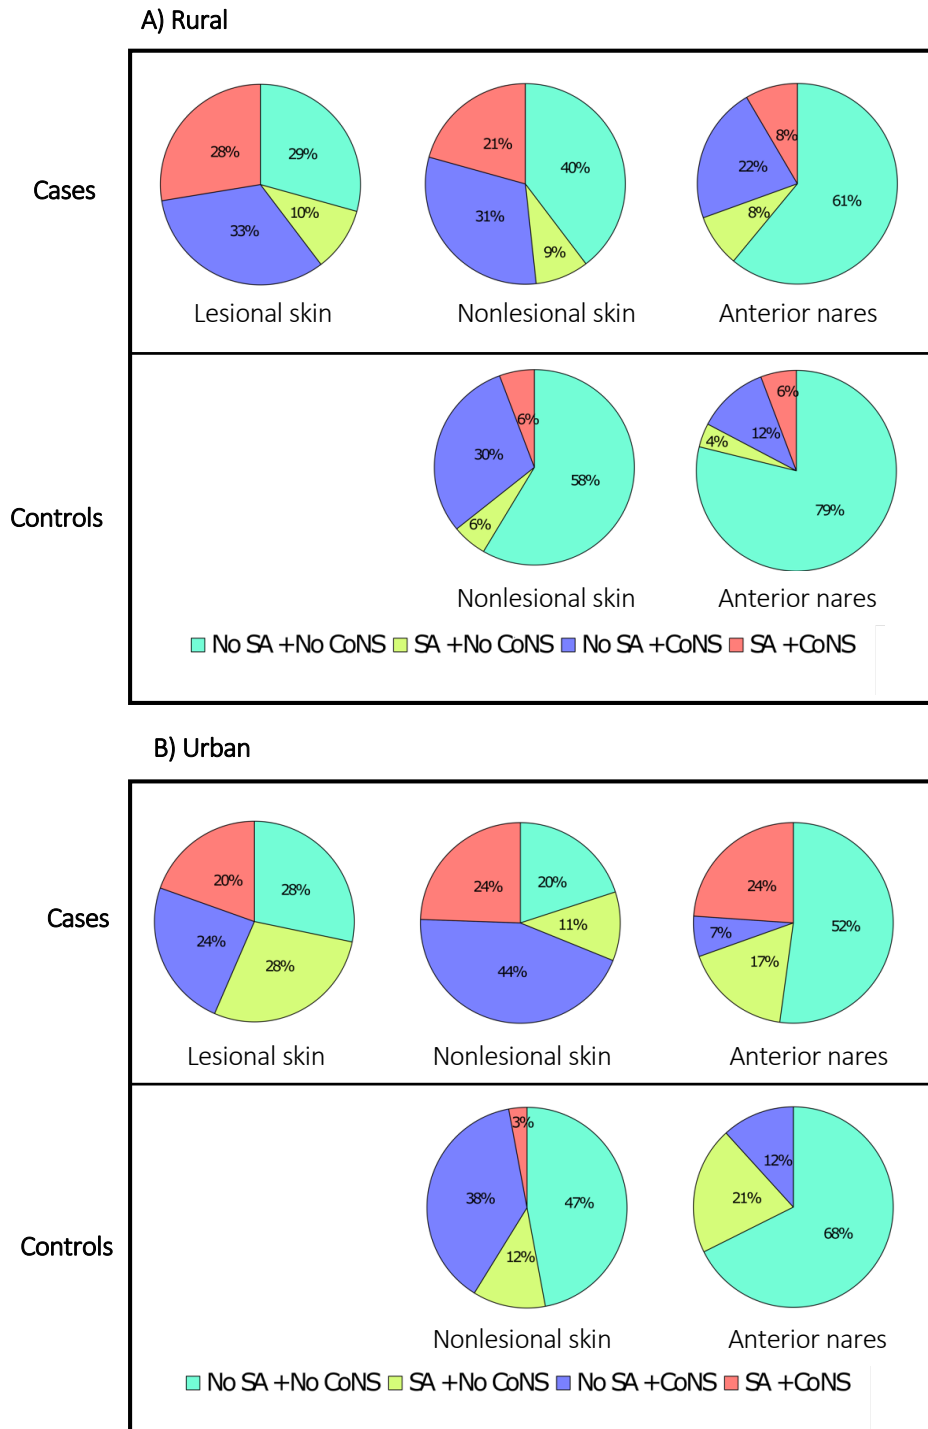 A) Rural
Cases
28%
29%
33%
10%
Lesional skin
21%
40%
31%
9%
Nonlesional skin
8%
22%
61%
8%
Anterior nares
Controls
6%
30%
58%
6%
Nonlesional skin
6%
12%
4%
79%
Anterior nares
No SA +No CoNS SA +No CoNS No SA +CoNS SA +CoNS
B) Urban
Cases
20%
28%
24%
28%
Lesional skin
24%
20%
11%
44%
Nonlesional skin
24%
7%
52%
17%
Anterior nares
Controls
3%
38%
47%
12%
Nonlesional skin
12%
21%
68%
Anterior nares
No SA +No CoNS SA +No CoNS No SA +CoNS SA +CoNS